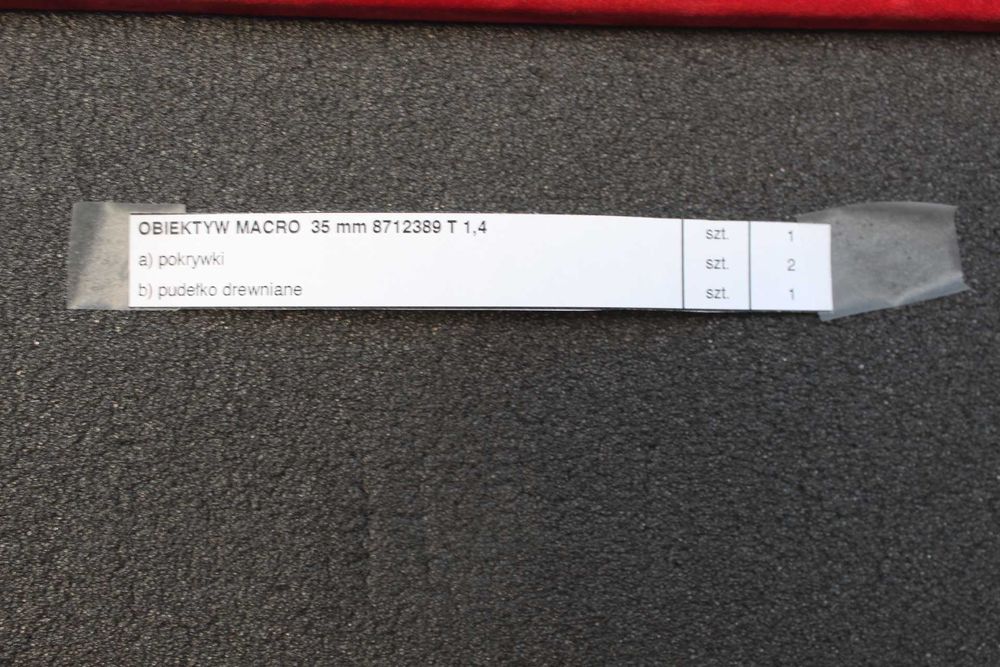 OBIEKTYW MACRO 35 mm 8712389 T 1,4 szt. 1
a) pokrywki szt. 2
b) pudełko drewniane szt. 1